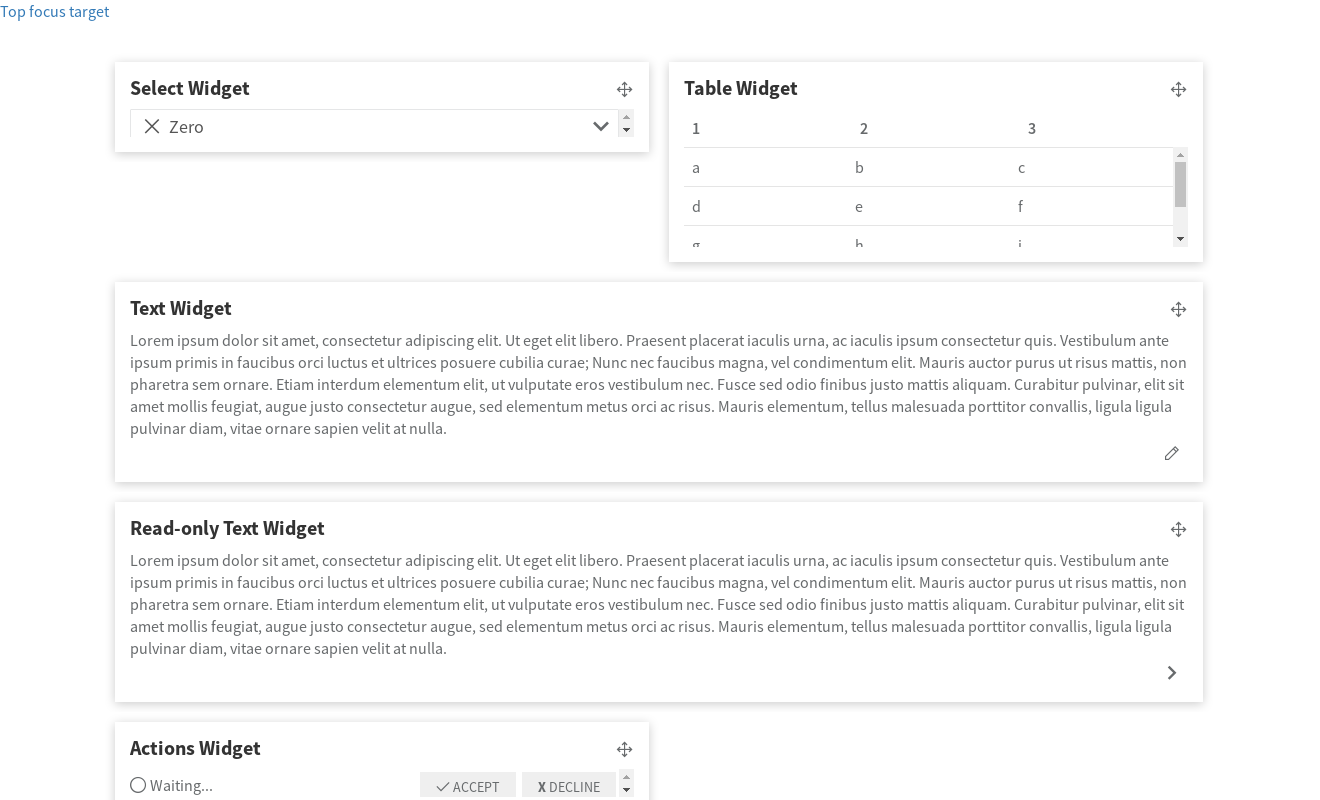 Top focus target
Select Widget
Zero
Table Widget
1 2 3
a b c
d e f
g h i
Text Widget
Lorem ipsum dolor sit amet, consectetur adipiscing elit. Ut eget elit libero. Praesent placerat iaculis urna, ac iaculis ipsum consectetur quis. Vestibulum ante
ipsum primis in faucibus orci luctus et ultrices posuere cubilia curae; Nunc nec faucibus magna, vel condimentum elit. Mauris auctor purus ut risus mattis, non
pharetra sem ornare. Etiam interdum elementum elit, ut vulputate eros vestibulum nec. Fusce sed odio finibus justo mattis aliquam. Curabitur pulvinar, elit sit
amet mollis feugiat, augue justo consectetur augue, sed elementum metus orci ac risus. Mauris elementum, tellus malesuada porttitor convallis, ligula ligula
pulvinar diam, vitae ornare sapien velit at nulla.
Read-only Text Widget
Lorem ipsum dolor sit amet, consectetur adipiscing elit. Ut eget elit libero. Praesent placerat iaculis urna, ac iaculis ipsum consectetur quis. Vestibulum ante
ipsum primis in faucibus orci luctus et ultrices posuere cubilia curae; Nunc nec faucibus magna, vel condimentum elit. Mauris auctor purus ut risus mattis, non
pharetra sem ornare. Etiam interdum elementum elit, ut vulputate eros vestibulum nec. Fusce sed odio finibus justo mattis aliquam. Curabitur pulvinar, elit sit
amet mollis feugiat, augue justo consectetur augue, sed elementum metus orci ac risus. Mauris elementum, tellus malesuada porttitor convallis, ligula ligula
pulvinar diam, vitae ornare sapien velit at nulla.
Actions Widget
Waiting... ACCEPT X DECLINE